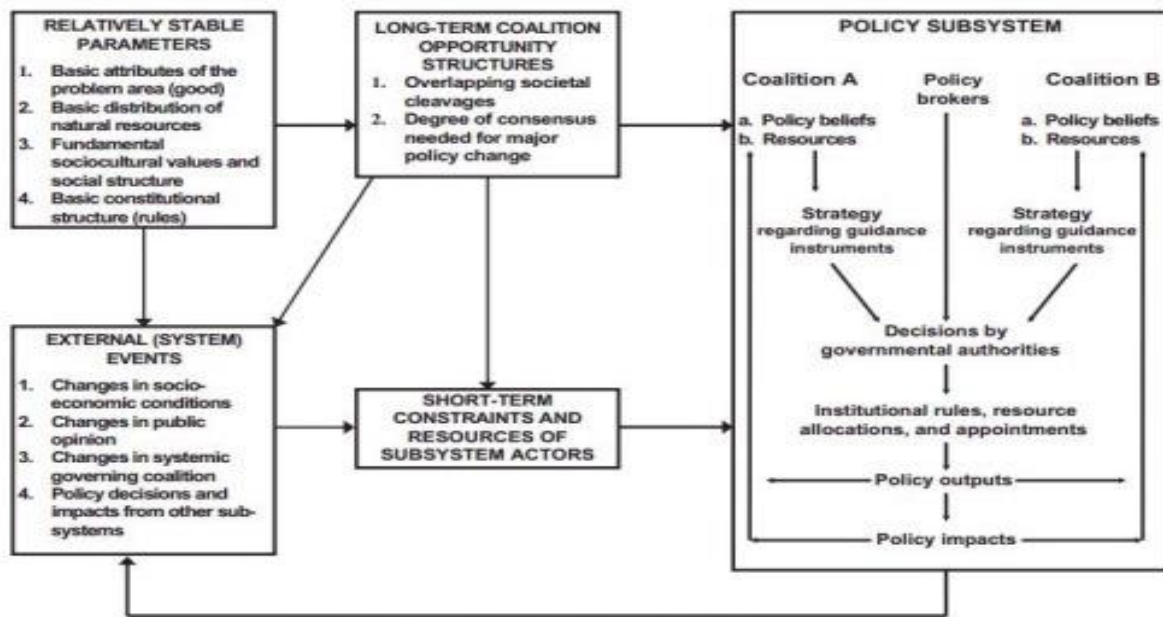 RELATIVELY STABLE
PARAMETERS
1. Basic attributes of the
problem area (good)
2. Basic distribution of
natural resources
3. Fundamental
sociocultural values and
social structure
4. Basic constitutional
structure (rules)
LONG-TERM COALITION
OPPORTUNITY
STRUCTURES
1. Overlapping societal
cleavages
2. Degree of consensus
needed for major
policy change
EXTERNAL (SYSTEM)
EVENTS
1. Changes in socio-
economic conditions
2. Changes in public
opinion
3. Changes in systemic
governing coalition
4. Policy decisions and
impacts from other sub-
systems
SHORT-TERM
CONSTRAINTS AND
RESOURCES OF
SUBSYSTEM ACTORS
POLICY SUBSYSTEM
Coalition A
a. Policy beliefs
b. Resources
Strategy
regarding guidance
instruments
Policy
brokers
Coalition B
a. Policy beliefs
b. Resources
Strategy
regarding guidance
instruments
Decisions by
governmental authorities
Institutional rules, resource
allocations, and appointments
Policy outputs
Policy impacts